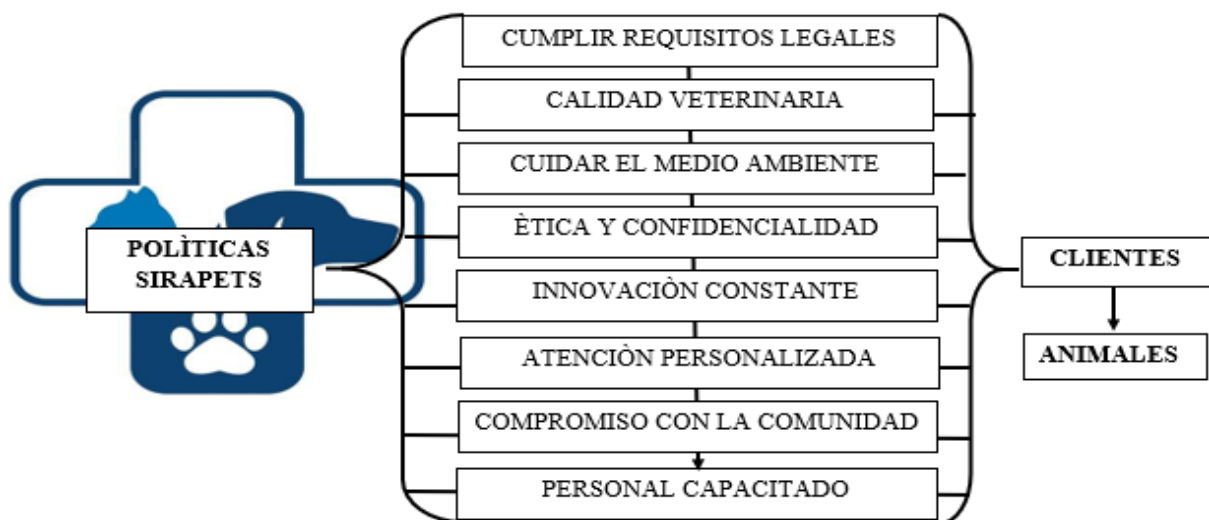 POLÌTICAS
SIRAPETS
CUMPLIR REQUISITOS LEGALES
CALIDAD VETERINARIA
CUIDAR EL MEDIO AMBIENTE
ÈTICA Y CONFIDENCIALIDAD
INNOVACIÒN CONSTANTE
ATENCIÒN PERSONALIZADA
COMPROMISO CON LA COMUNIDAD
PERSONAL CAPACITADO
CLIENTES
ANIMALES